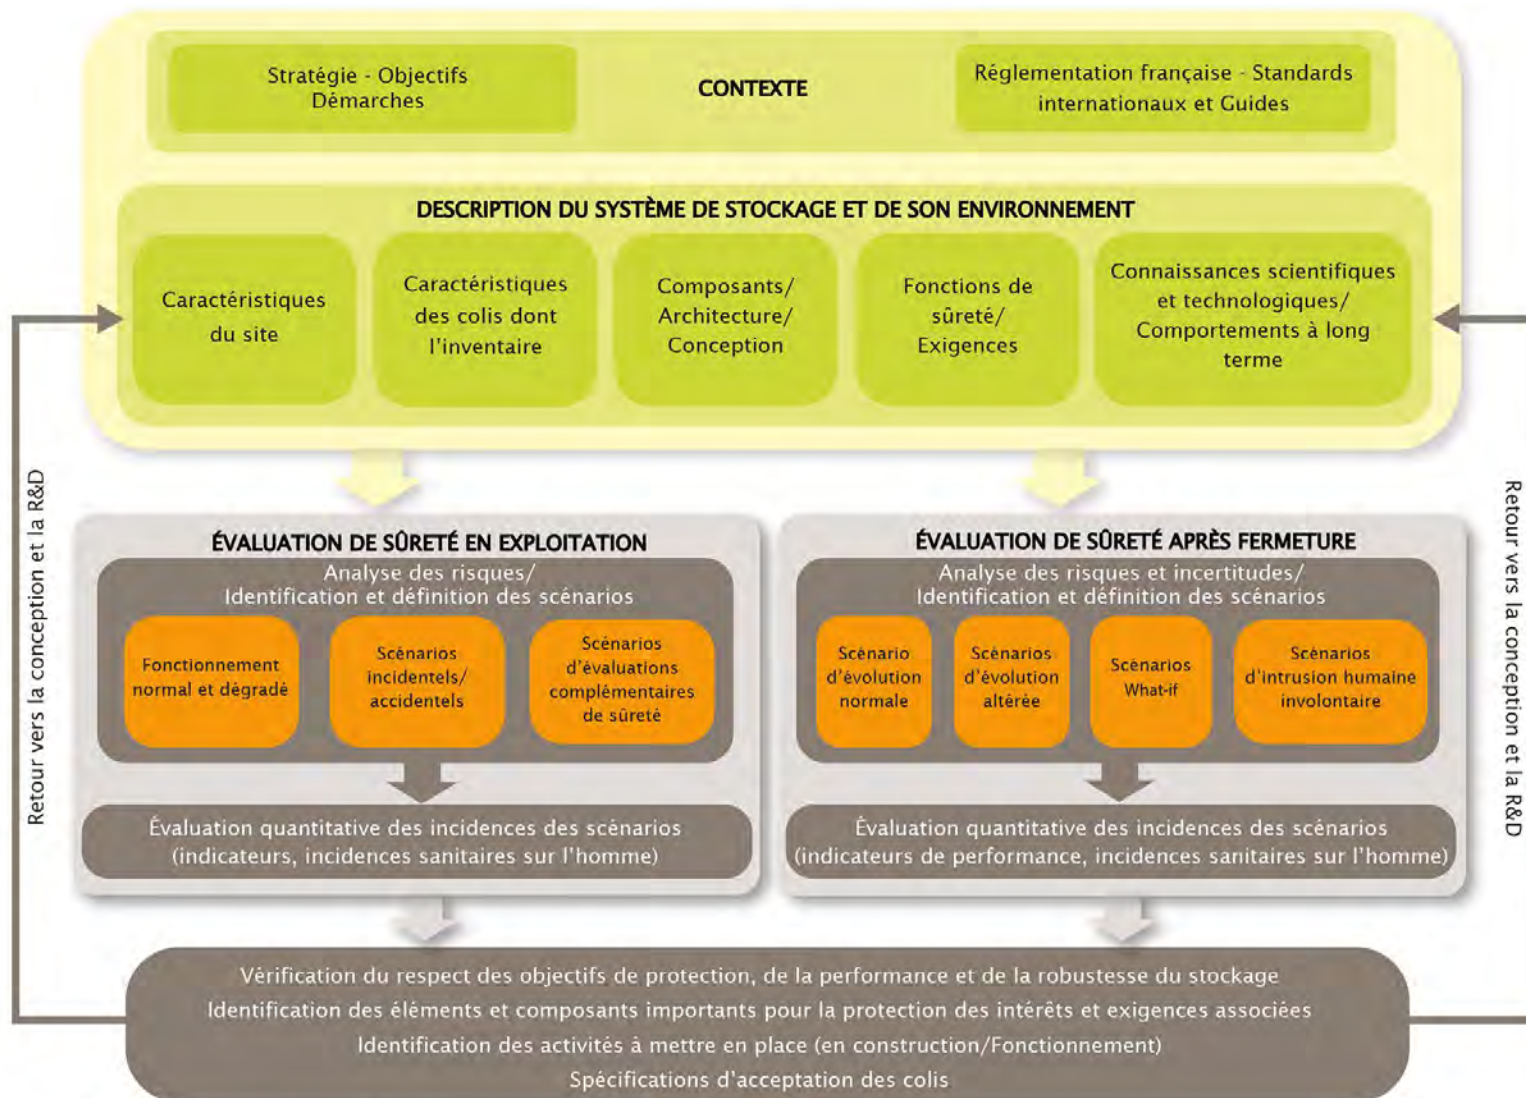 Stratégie - Objectifs
Démarches
CONTEXTE
Réglementation française - Standards
internationaux et Guides
DESCRIPTION DU SYSTÈME DE STOCKAGE ET DE SON ENVIRONNEMENT
Caractéristiques
du site
Caractéristiques
des colis dont
l'inventaire
Composants/
Architecture/
Conception
Fonctions de
sûreté/
Exigences
Connaissances scientifiques
et technologiques/
Comportements à long
terme
Retour vers la conception et la R&D
ÉVALUATION DE SÛRETÉ EN EXPLOITATION
Analyse des risques/
Identification et définition des scénarios
Fonctionnement
normal et dégradé
Scénarios
incidentels/
accidentels
Scénarios
d'évaluations
complémentaires
de sûreté
Évaluation quantitative des incidences des scénarios
(indicateurs, incidences sanitaires sur l'homme)
ÉVALUATION DE SÛRETÉ APRÈS FERMETURE
Analyse des risques et incertitudes/
Identification et définition des scénarios
Scénario
d'évolution
normale
Scénarios
d'évolution
altérée
Scénarios
What-if
Scénarios
d'intrusion humaine
involontaire
Évaluation quantitative des incidences des scénarios
(indicateurs de performance, incidences sanitaires sur l'homme)
Retour vers la conception et la R&D
Vérification du respect des objectifs de protection, de la performance et de la robustesse du stockage
Identification des éléments et composants importants pour la protection des intérêts et exigences associées
Identification des activités à mettre en place (en construction/Fonctionnement)
Spécifications d'acceptation des colis